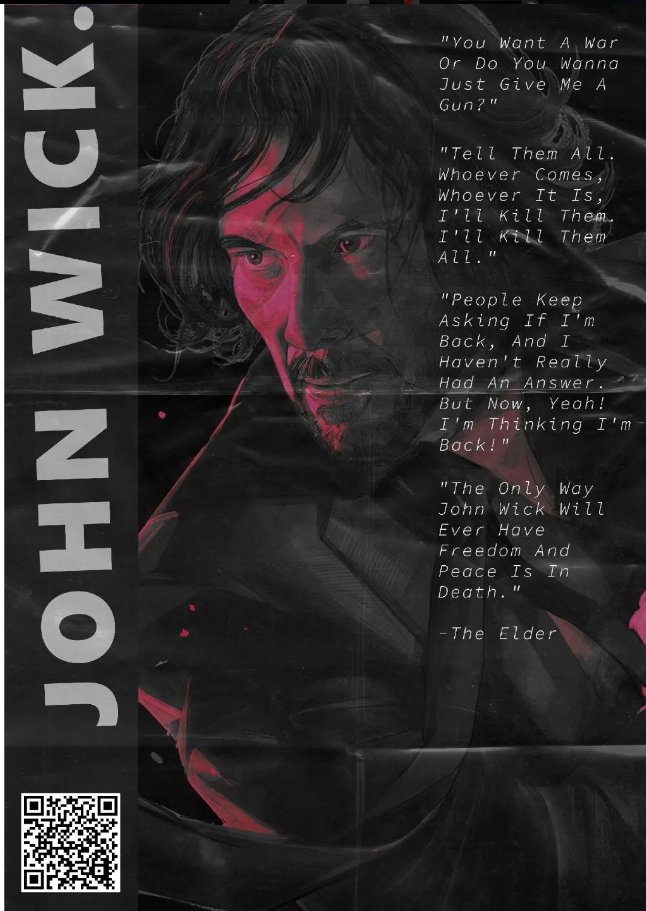 JOHN WICK.
"You Want A War
Or Do You Wanna
Just Give Me A
Gun?"
"Tell Them All.
Whoever Comes,
Whoever It Is,
I'll Kill Them.
I'll Kill Them
All."
"People Keep
Asking If I'm
Back, And I
Haven't Really
Had An Answer.
But Now, Yeah!
I'm Thinking I'm
Back!"
"The Only Way
John Wick Will
Ever Have
Freedom And
Peace Is In
Death."
-The Elder